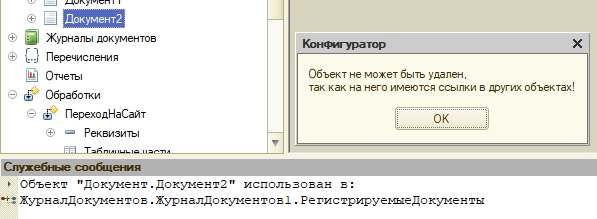 Документ1
Документ2
Журналы документов
Перечисления
Отчеты
Обработки
ПереходНаСайт
Реквизиты
Табличные части
Конфигуратор
Объект не может быть удален,
так как на него имеются ссылки в других объектах!
OK
Служебные сообщения
Объект "Документ.Документ2" использован в:
ЖурналДокументов.ЖурналДокументов1.РегистрируемыеДокументы